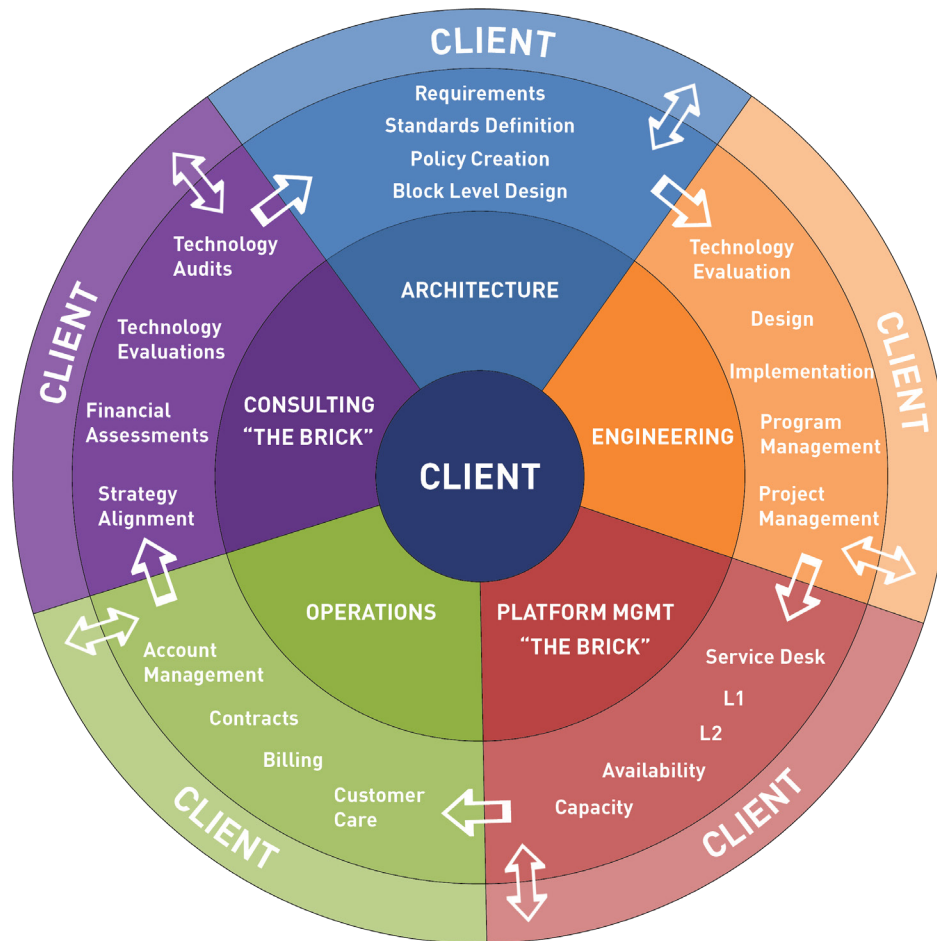 CLIENT
Requirements
Standards Definition
Policy Creation
Block Level Design
ARCHITECTURE
CLIENT
Technology
Evaluation
Design
Implementation
Program
Management
Project
Management
ENGINEERING
CLIENT
Service Desk
L1
L2
Availability
Capacity
PLATFORM MGMT
"THE BRICK"
CLIENT
Account
Management
Contracts
Billing
Customer
Care
OPERATIONS
CLIENT
Technology
Audits
Technology
Evaluations
Financial
Assessments
Strategy
Alignment
CONSULTING
“THE BRICK”
CLIENT